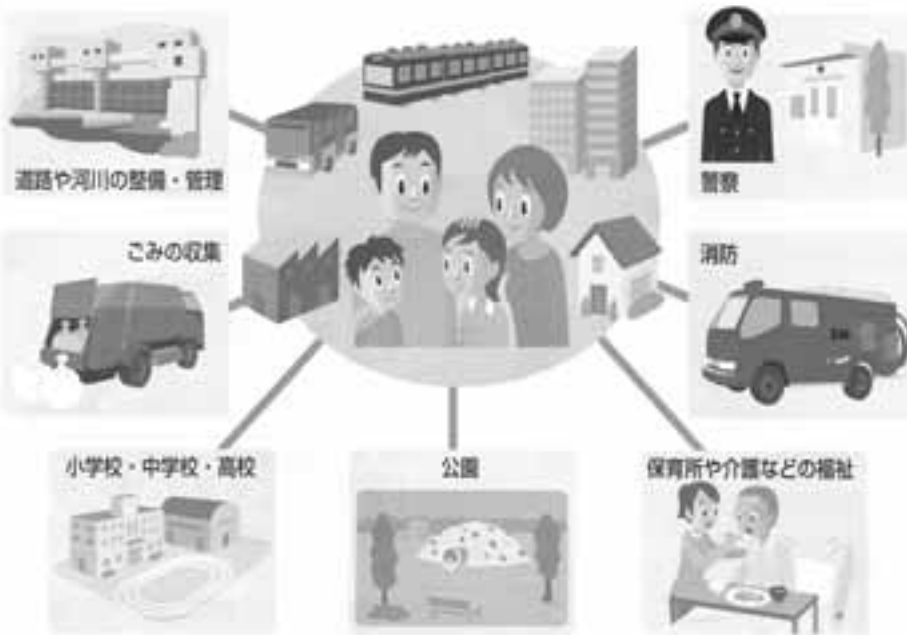 道路や河川の整備・管理
警察
ごみの収集
消防
小学校・中学校・高校
公園
保育所や介護などの福祉